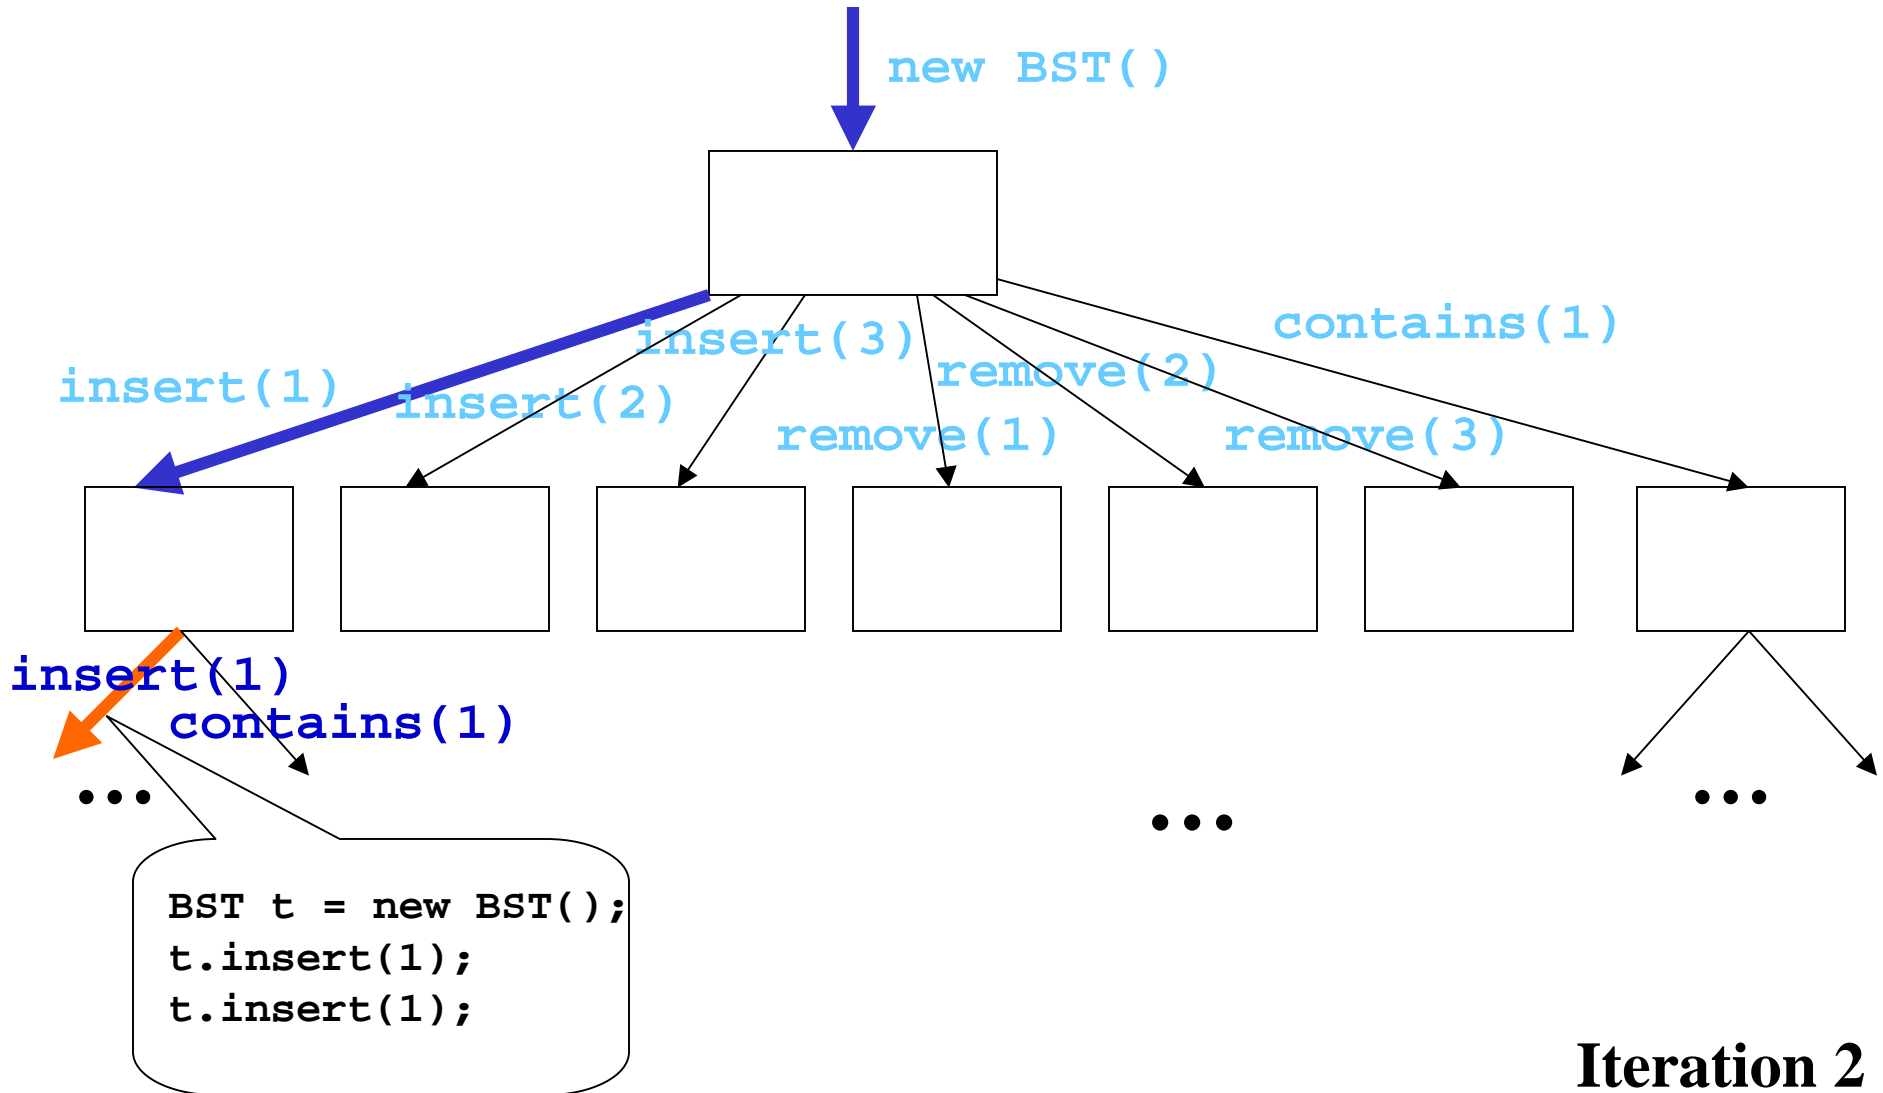 new BST()
contains(1)
insert(3)
remove(2)
insert(1)
insert(2)
remove(1)
remove(3)
insert(1)
contains(1)
...
...
...
BST t = new BST();
t.insert(1);
t.insert(1);
Iteration 2